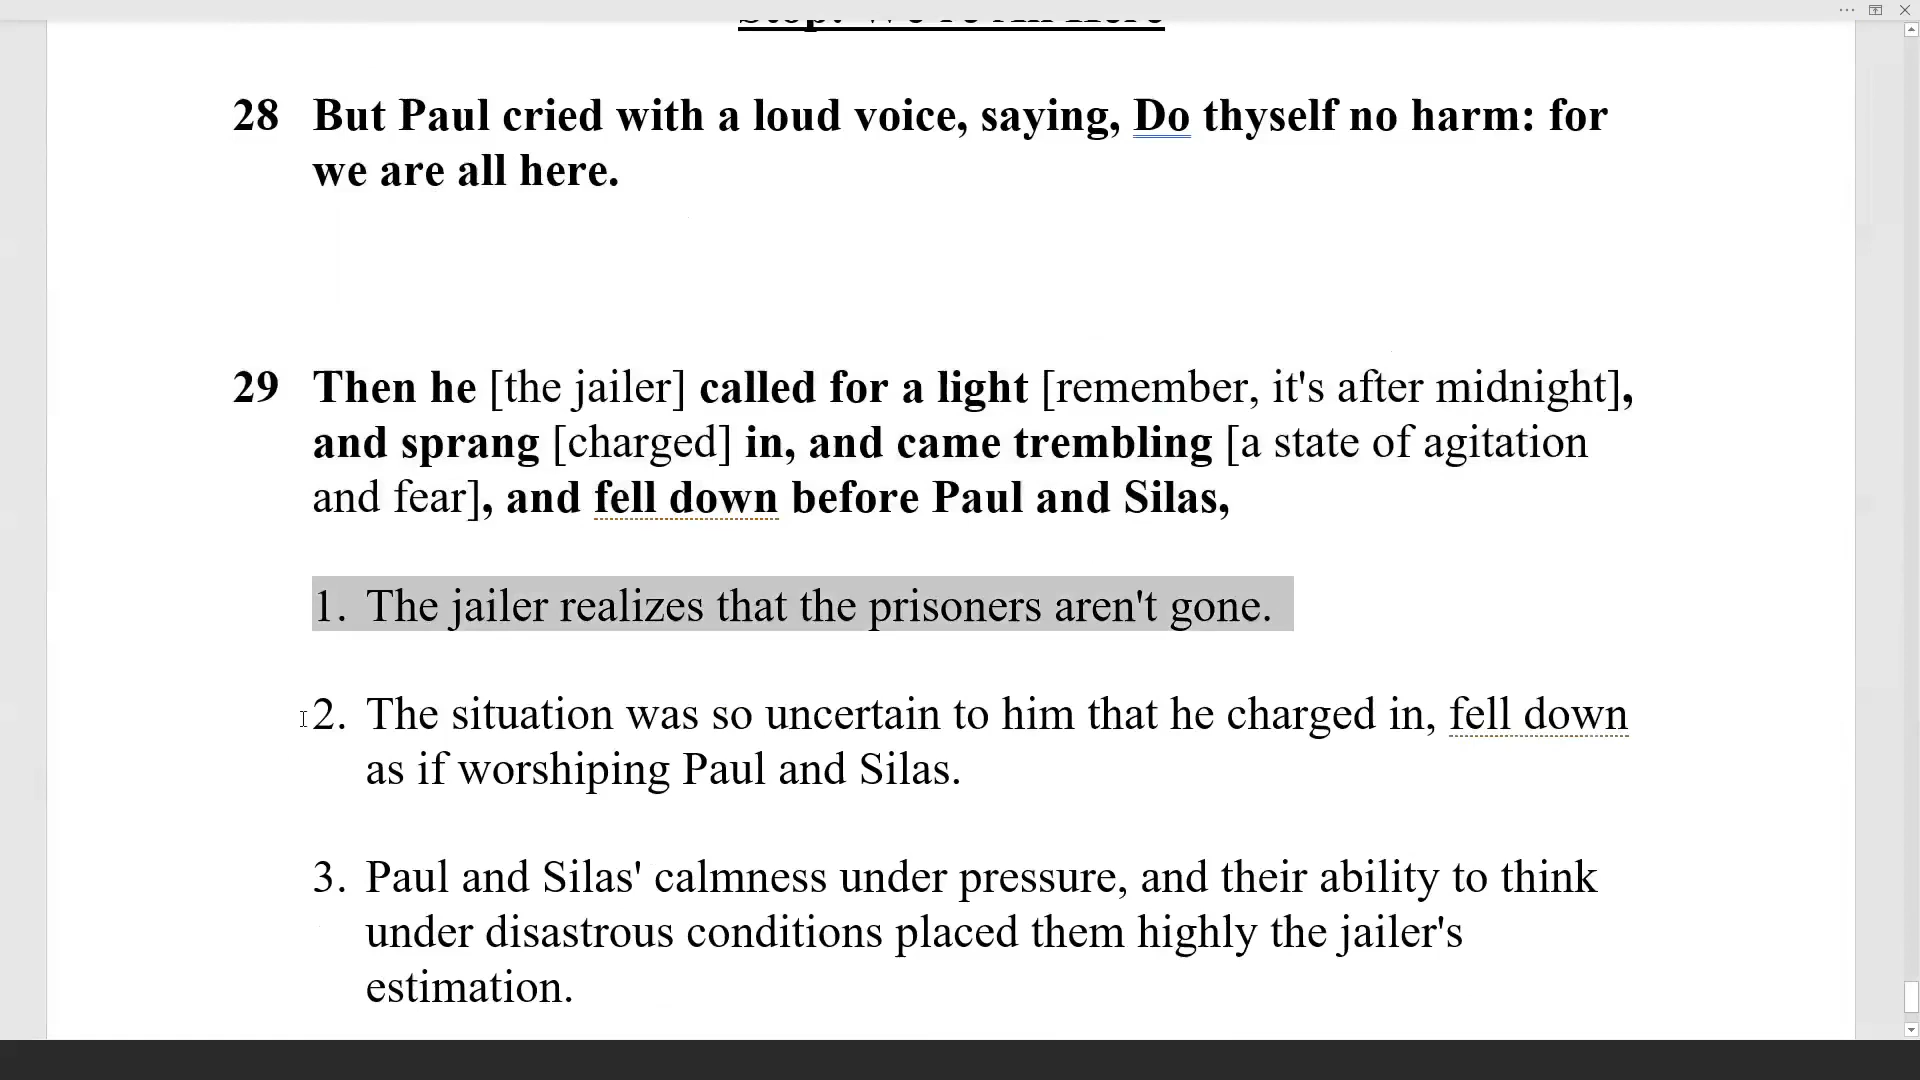 Stop! We're All Here
28 But Paul cried with a loud voice, saying, Do thyself no harm: for
we are all here.
29 Then he [the jailer] called for a light [remember, it's after midnight],
and sprang [charged] in, and came trembling [a state of agitation
and fear], and fell down before Paul and Silas,
1. The jailer realizes that the prisoners aren't gone.
2. The situation was so uncertain to him that he charged in, fell down
as if worshiping Paul and Silas.
3. Paul and Silas' calmness under pressure, and their ability to think
under disastrous conditions placed them highly the jailer's
estimation.